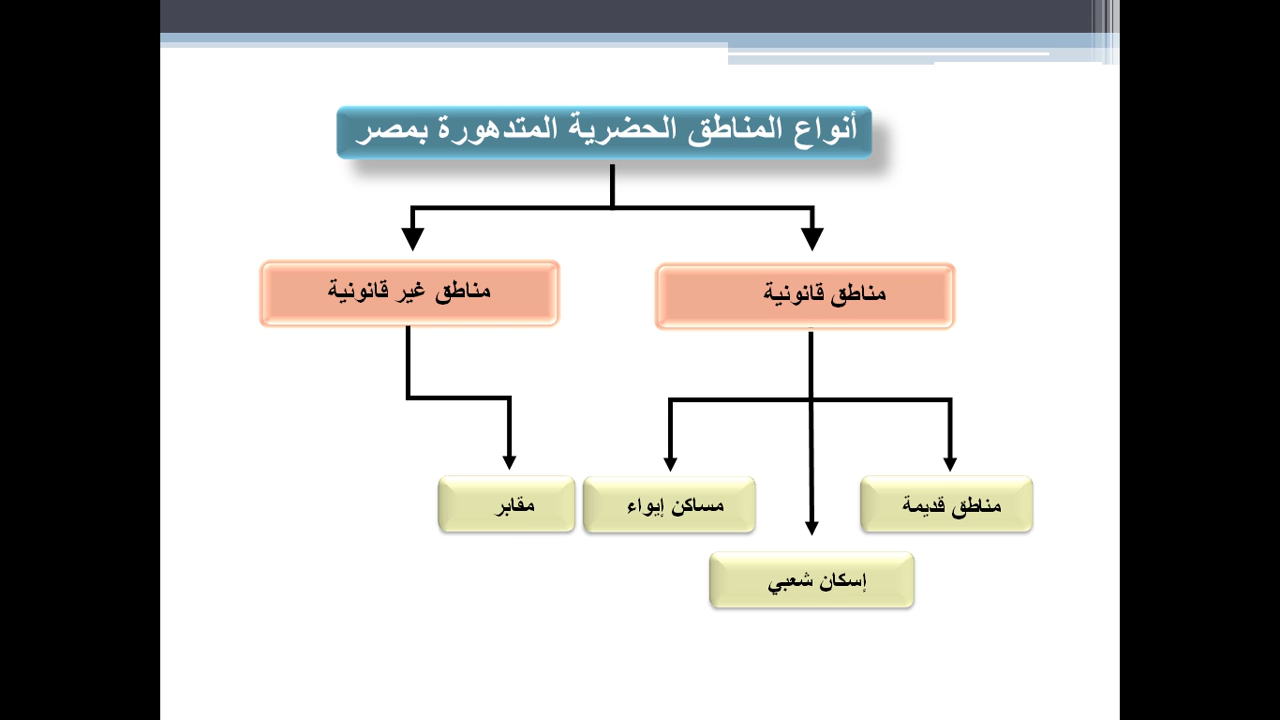 أنواع المناطق الحضرية المتدهورة بمصر
مناطق قانونية
مناطق غير قانونية
مناطق قديمة
مساكن إيواء
مقابر
إسكان شعبي